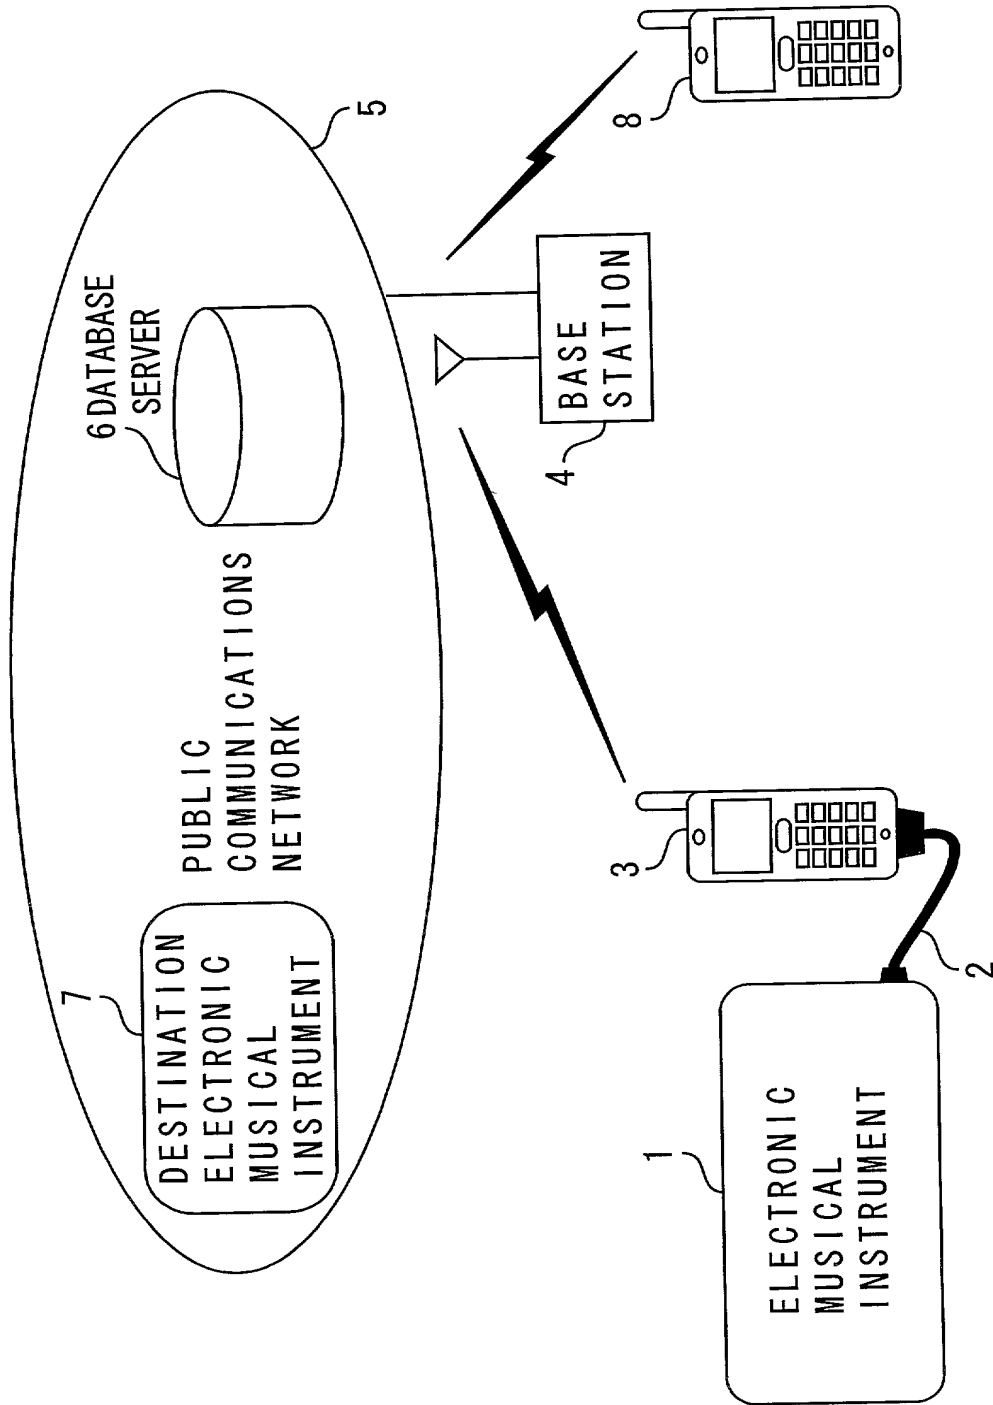 5
6 DATABASE
SERVER
PUBLIC
COMMUNICATIONS
NETWORK
7
DESTINATION
ELECTRONIC
MUSICAL
INSTRUMENT
8
BASE
STATION
4
3
2
1
ELECTRONIC
MUSICAL
INSTRUMENT